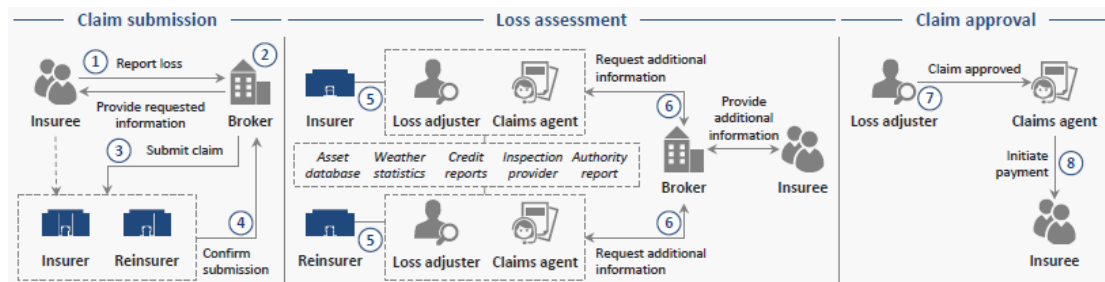 Claim submission
1
Report loss
2
Provide requested
information
Insuree
Broker
3
Submit claim
4
Insurer
Reinsurer
Confirm
submission
Loss assessment
Insurer
5
Loss adjuster
Claims agent
Request additional
information
6
Asset
database
Weather
statistics
Credit
reports
Inspection
provider
Authority
report
Broker
Provide
additional
information
Insuree
Reinsurer
5
Loss adjuster
Claims agent
6
Request additional
information
Claim approval
Claim approved
7
Loss adjuster
Claims agent
Initiate
payment
8
Insuree